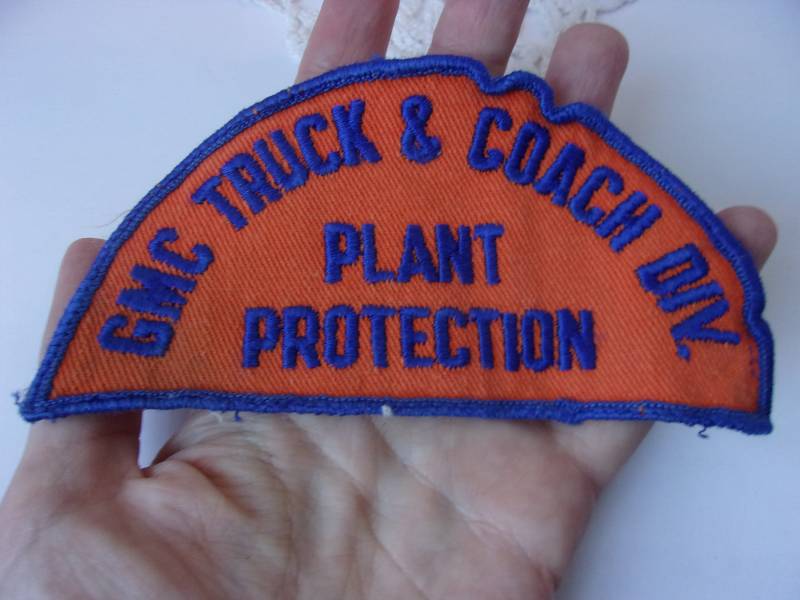 GMC TRUCK & COACH DIV.
PLANT
PROTECTION